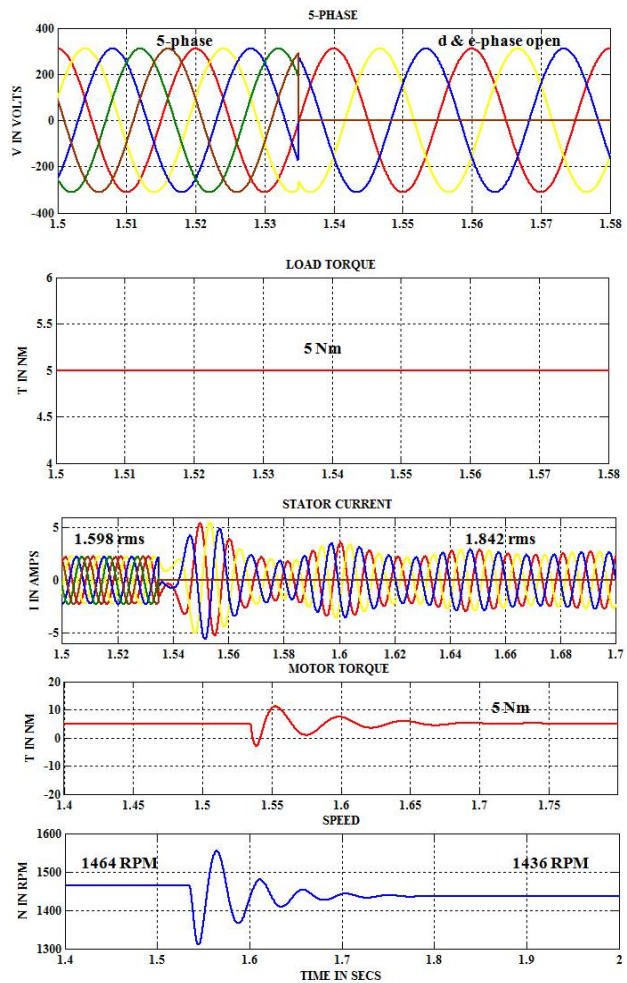 5-PHASE
5-phase
d & e-phase open
V IN VOLTS
400
200
0
-200
-400
1.5 1.51 1.52 1.53 1.54 1.55 1.56 1.57 1.58
LOAD TORQUE
5 Nm
T IN NM
6
5.5
5
4.5
4
1.5 1.51 1.52 1.53 1.54 1.55 1.56 1.57 1.58
STATOR CURRENT
1.598 rms
1.842 rms
I IN AMPS
5
0
-5
1.5 1.52 1.54 1.56 1.58 1.6 1.62 1.64 1.66 1.68 1.7
MOTOR TORQUE
5 Nm
T IN NM
20
10
0
-10
-20
1.4 1.45 1.5 1.55 1.6 1.65 1.7 1.75
SPEED
1464 RPM
1436 RPM
N IN RPM
1600
1500
1400
1300
1.4 1.5 1.6 1.7 1.8 1.9 2
TIME IN SECS